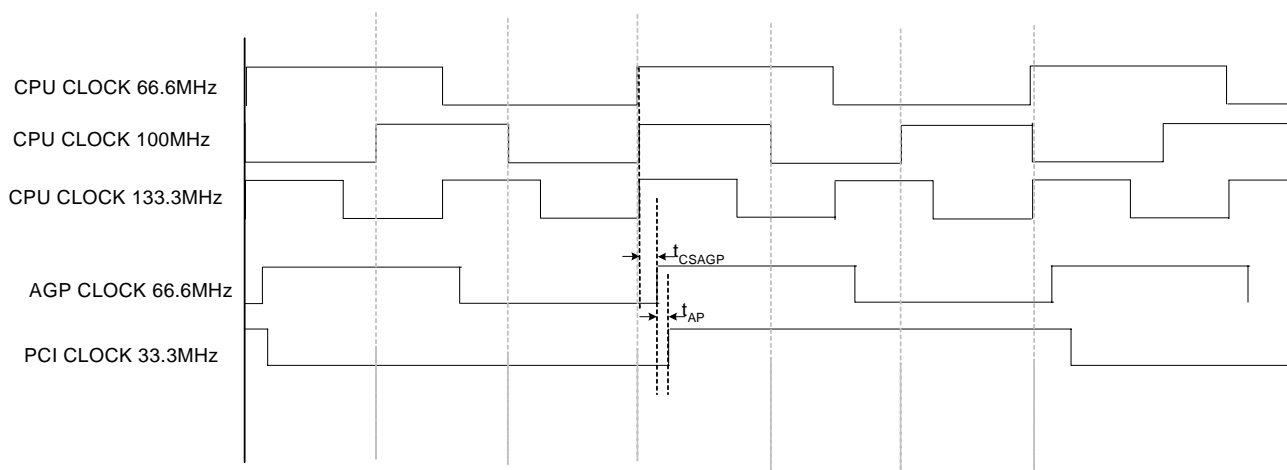 CPU CLOCK 66.6MHz
CPU CLOCK 100MHz
CPU CLOCK 133.3MHz
tCSAGP
AGP CLOCK 66.6MHz
tAP
PCI CLOCK 33.3MHz